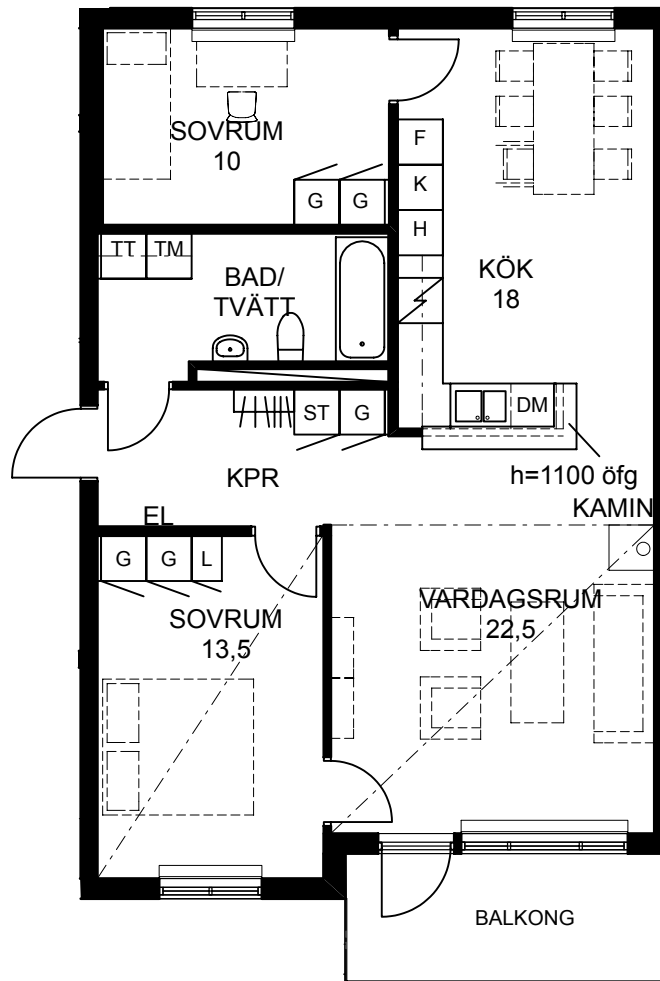 F
SOVRUM
10
K
G G
H
TT TM
BAD/
TVÄTT
KÖK
18
ST G
DM
KPR
h=1100 öfg
KAMIN
EL
G G L
SOVRUM
13,5
VARDAGSRUM
22,5
BALKONG